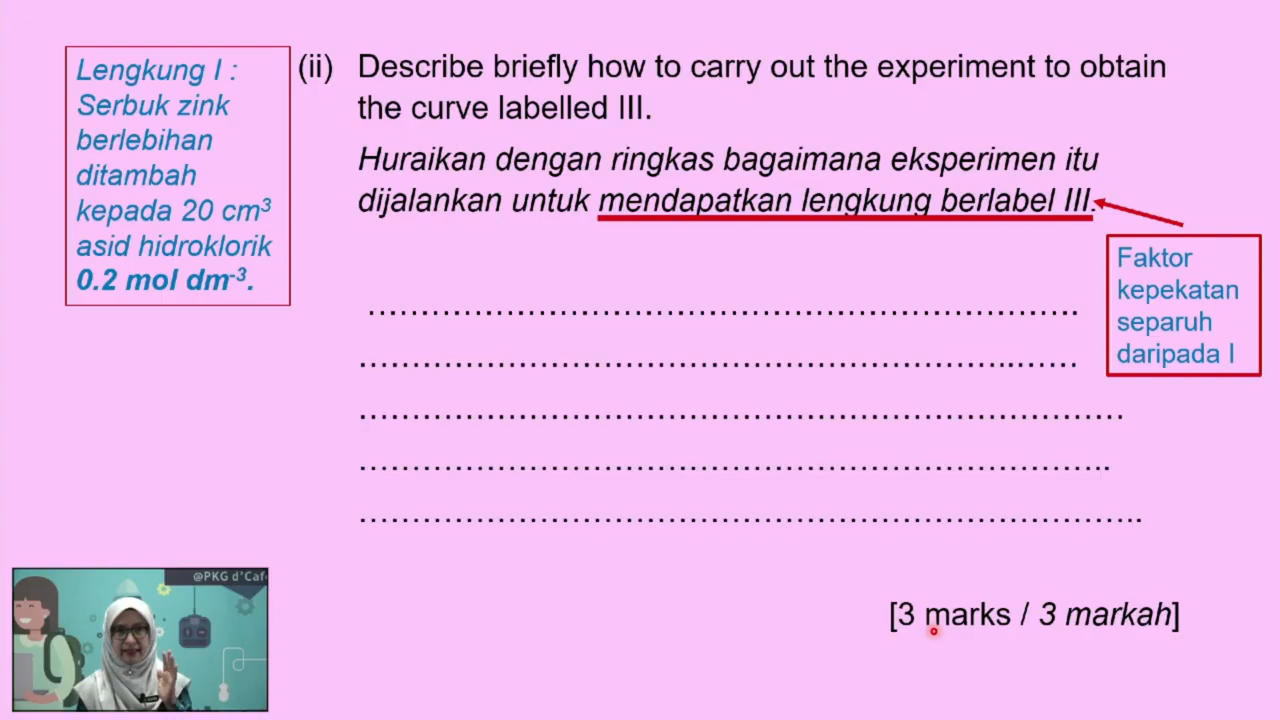 Lengkung I :
Serbuk zink
berlebihan
ditambah
kepada 20 cm³
asid hidroklorik
0.2 mol dm⁻³.
(ii) Describe briefly how to carry out the experiment to obtain
the curve labelled III.
Huraikan dengan ringkas bagaimana eksperimen itu
dijalankan untuk mendapatkan lengkung berlabel III.
Faktor
kepekatan
separuh
daripada I
[3 marks / 3 markah]
@PKG d'Caf